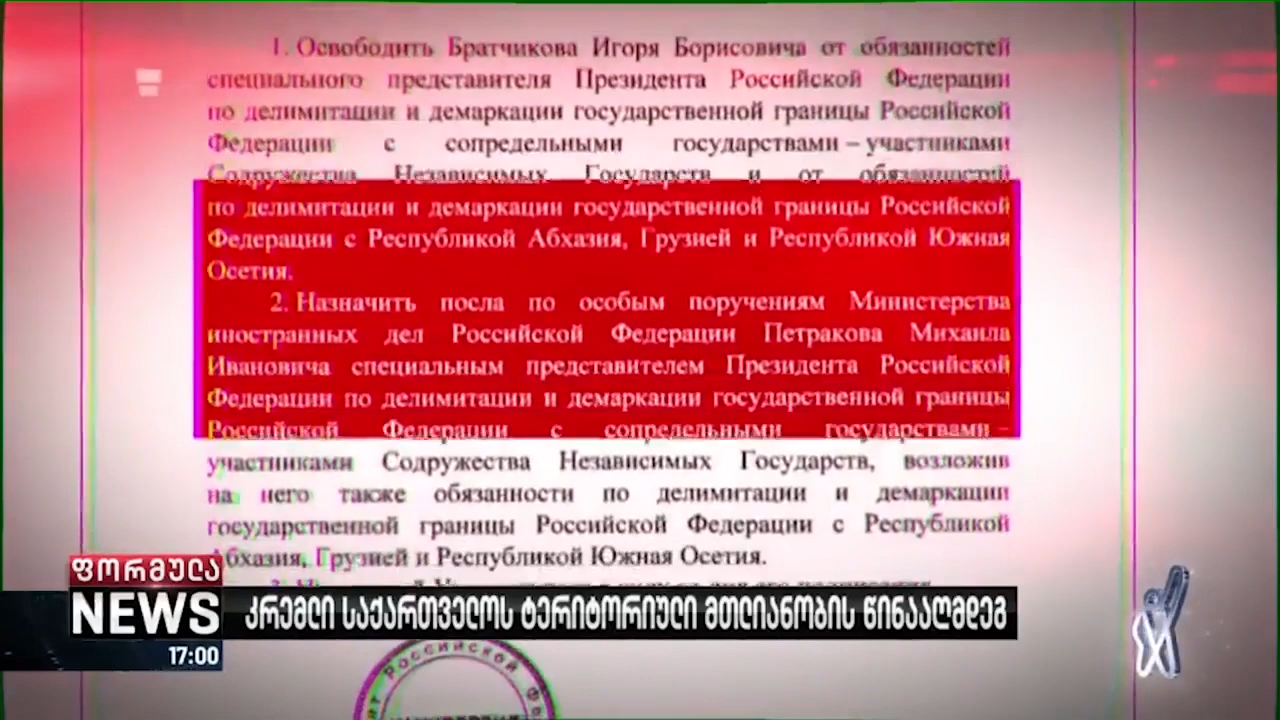 1. Освободить Братчикова Игоря Борисовича от обязанностей
специального представителя Президента Российской Федерации
по делимитации и демаркации государственной границы Российской
Федерации с сопредельными государствами – участниками
Содружества Независимых Государств и от обязанностей
по делимитации и демаркации государственной границы Российской
Федерации с Республикой Абхазия, Грузией и Республикой Южная
Осетия.
2. Назначить посла по особым поручениям Министерства
иностранных дел Российской Федерации Петракова Михаила
Ивановича специальным представителем Президента Российской
Федерации по делимитации и демаркации государственной границы
Российской Федерации с сопредельными государствами –
участниками Содружества Независимых Государств, возложив
на него также обязанности по делимитации и демаркации
государственной границы Российской Федерации с Республикой
Абхазия, Грузией и Республикой Южная Осетия.
ფორმულა
NEWS
17:00
კრემლი საქართველოს ტერიტორიული მთლიანობის წინააღმდეგ
Российской